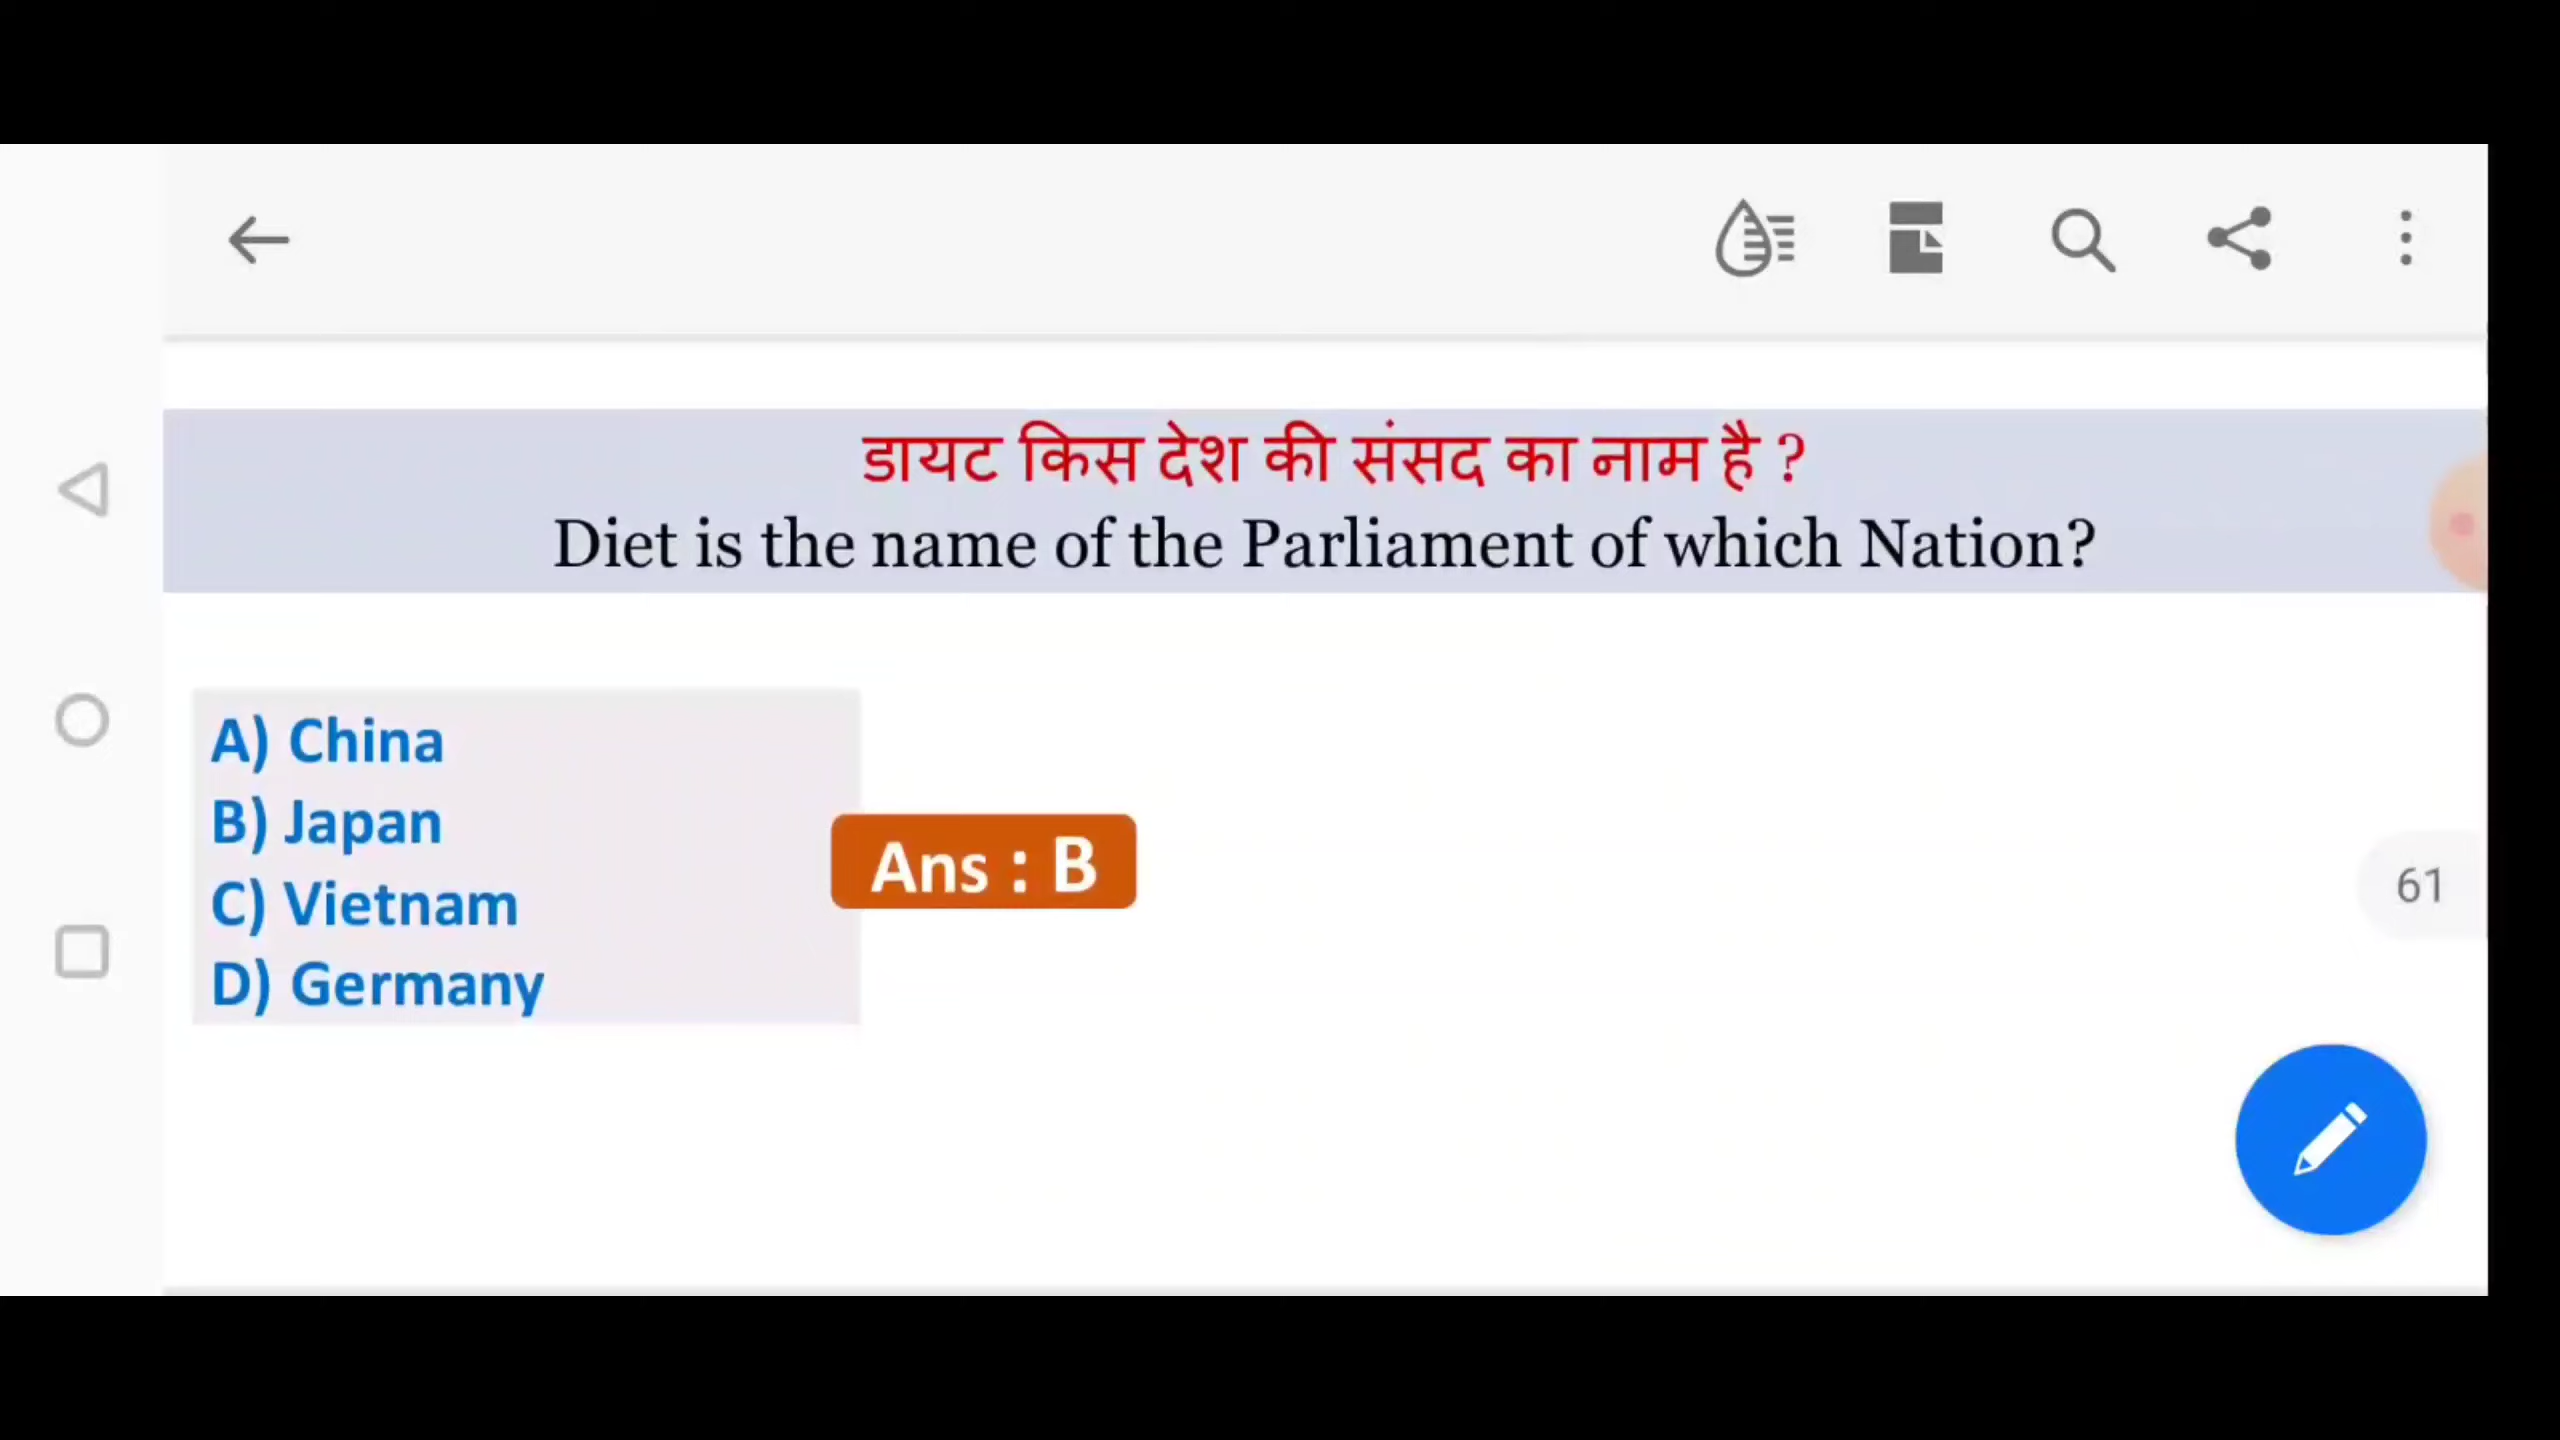 डायट किस देश की संसद का नाम है ?
Diet is the name of the Parliament of which Nation?
A) China
B) Japan
C) Vietnam
D) Germany
Ans : B
61